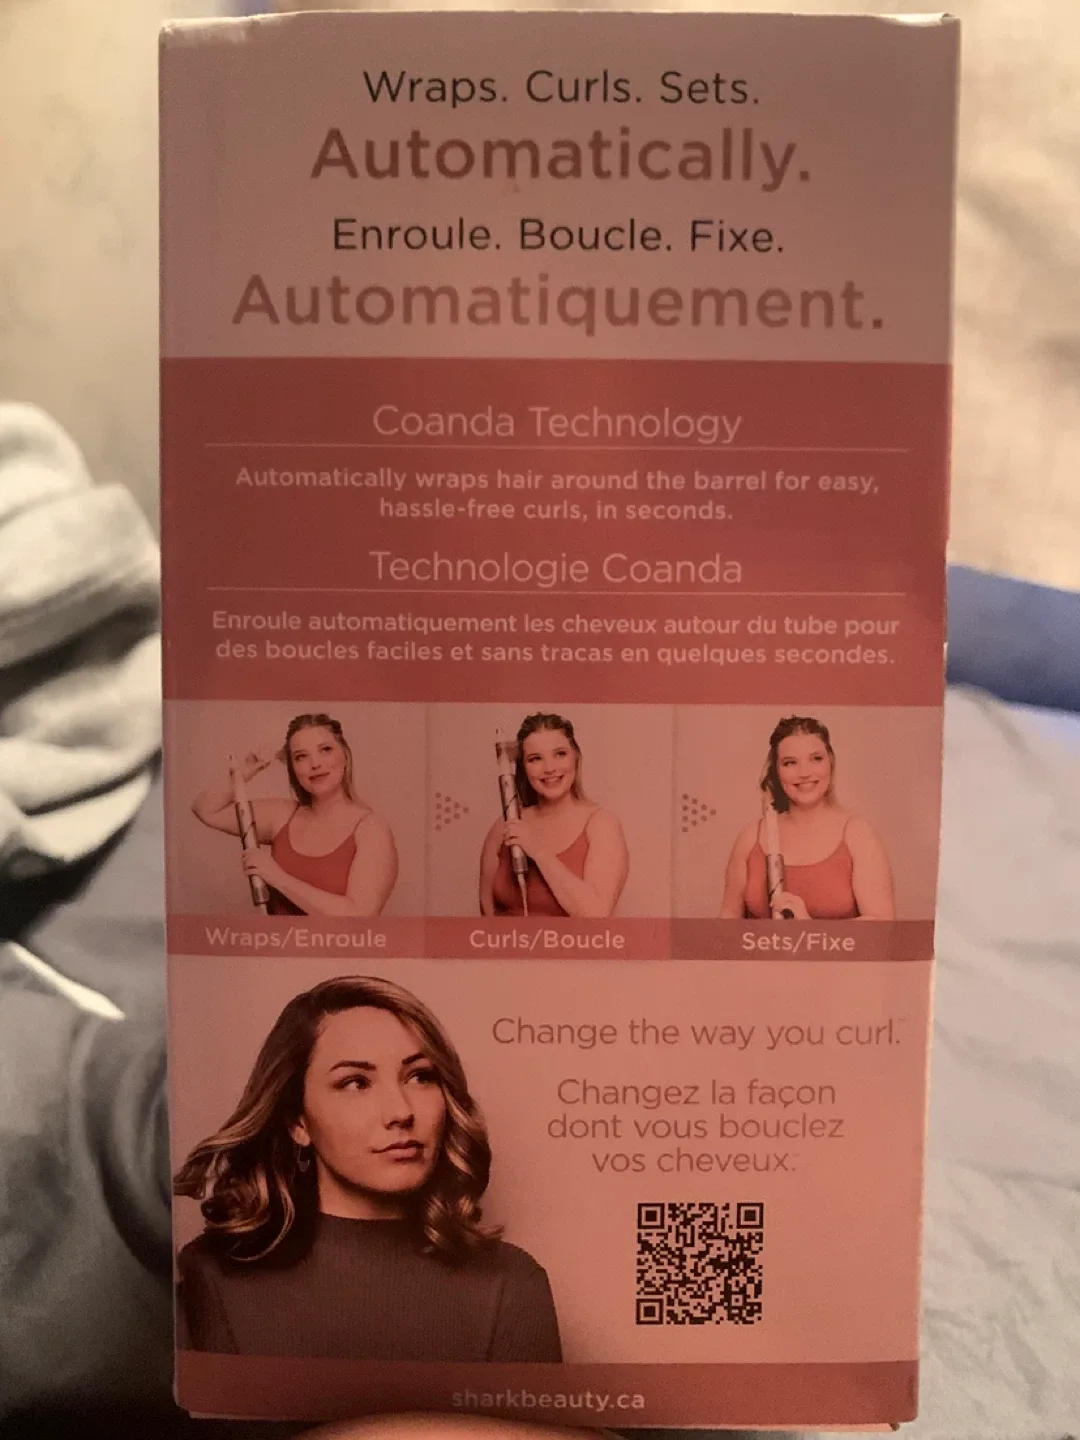 Wraps. Curls. Sets.
Automatically.
Enroule. Boucle. Fixe.
Automatiquement.
Coanda Technology
Automatically wraps hair around the barrel for easy,
hassle-free curls, in seconds.
Technologie Coanda
Enroule automatiquement les cheveux autour du tube pour
des boucles faciles et sans tracas en quelques secondes.
Wraps/Enroule
Curls/Boucle
Sets/Fixe
Change the way you curl.™
Changez la façon
dont vous bouclez
vos cheveux.
sharkbeauty.ca